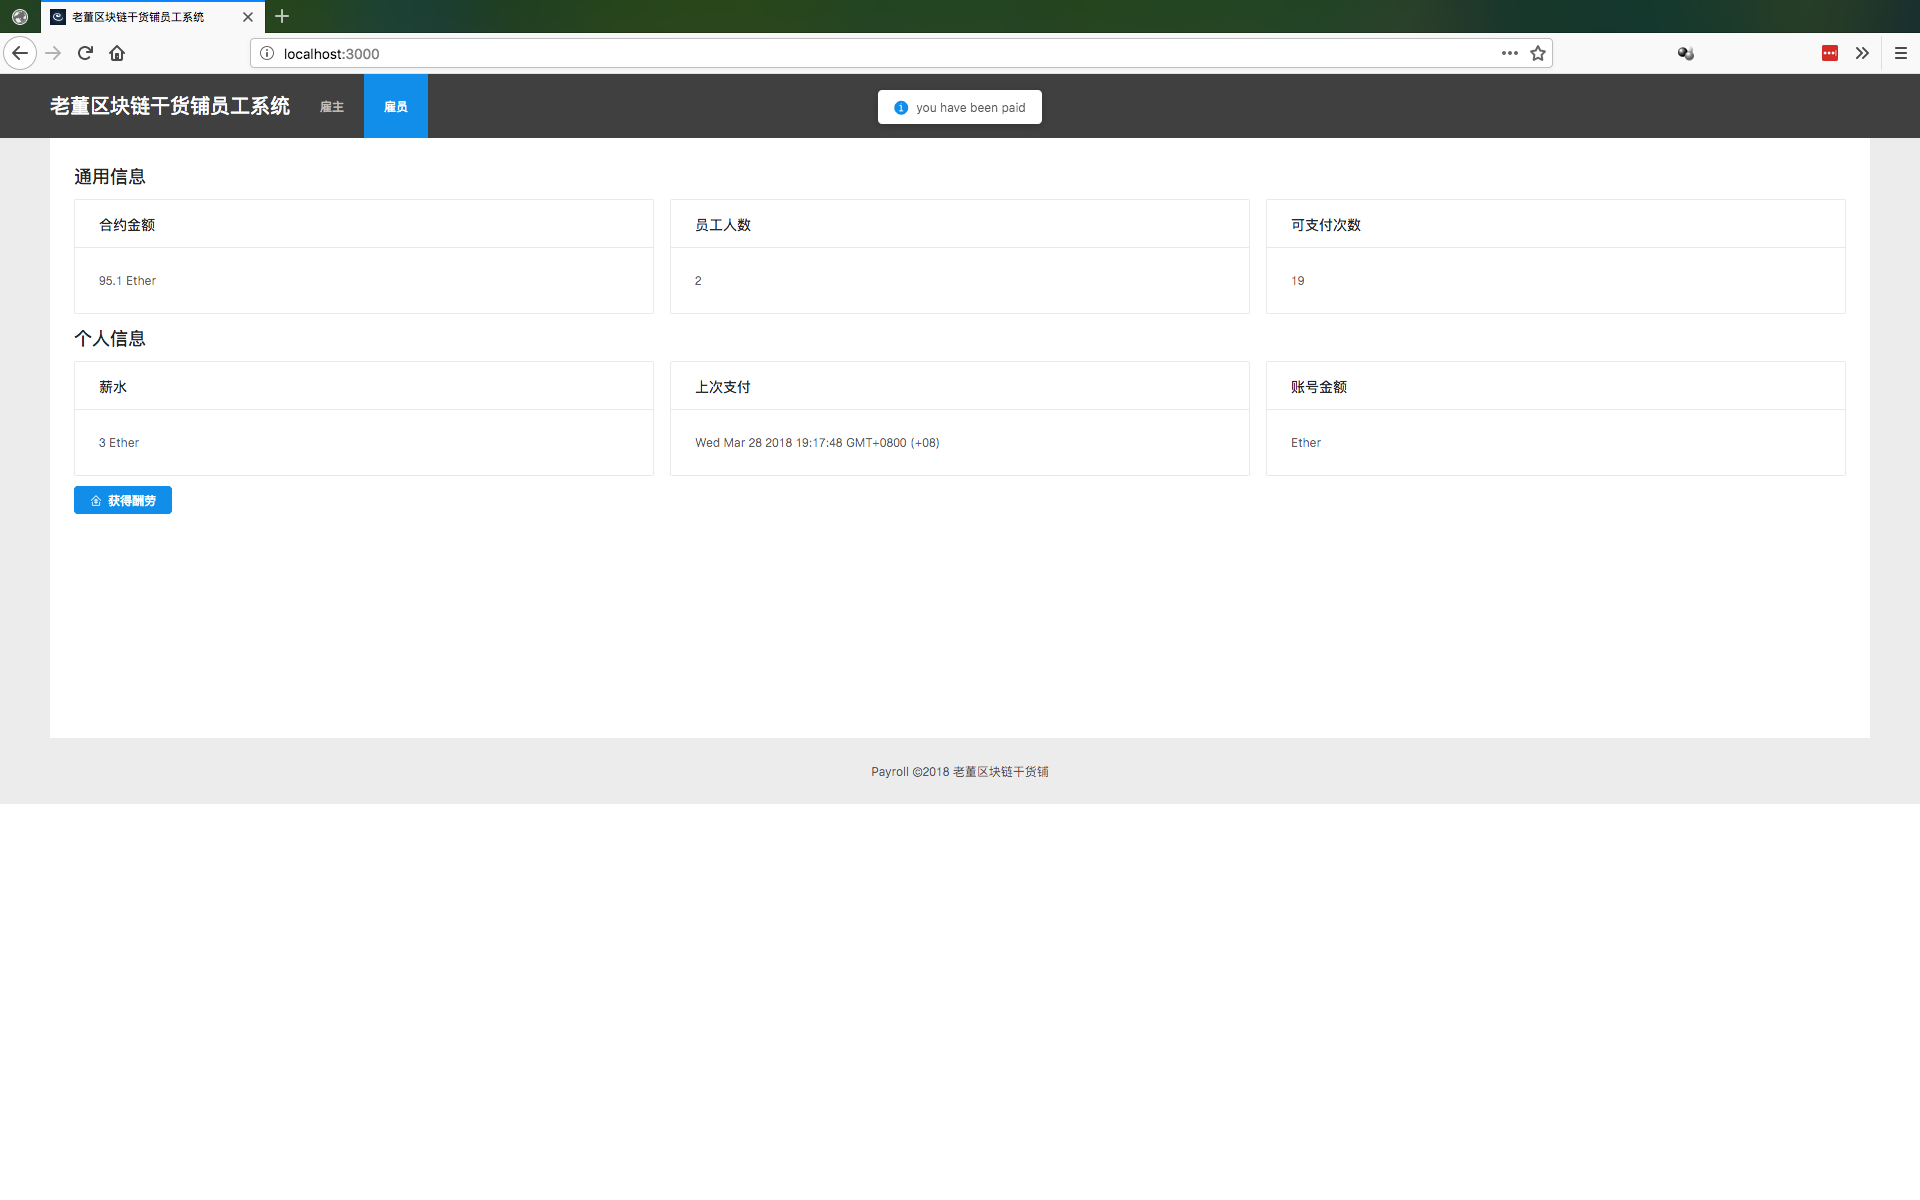 老董区块链干货铺员工系统
localhost:3000
老董区块链干货铺员工系统
雇主
雇员
you have been paid
通用信息
合约金额
员工人数
可支付次数
95.1 Ether
2
19
个人信息
薪水
上次支付
账号金额
3 Ether
Wed Mar 28 2018 19:17:48 GMT+0800 (+08)
Ether
获得酬劳
Payroll ©2018 老董区块链干货铺